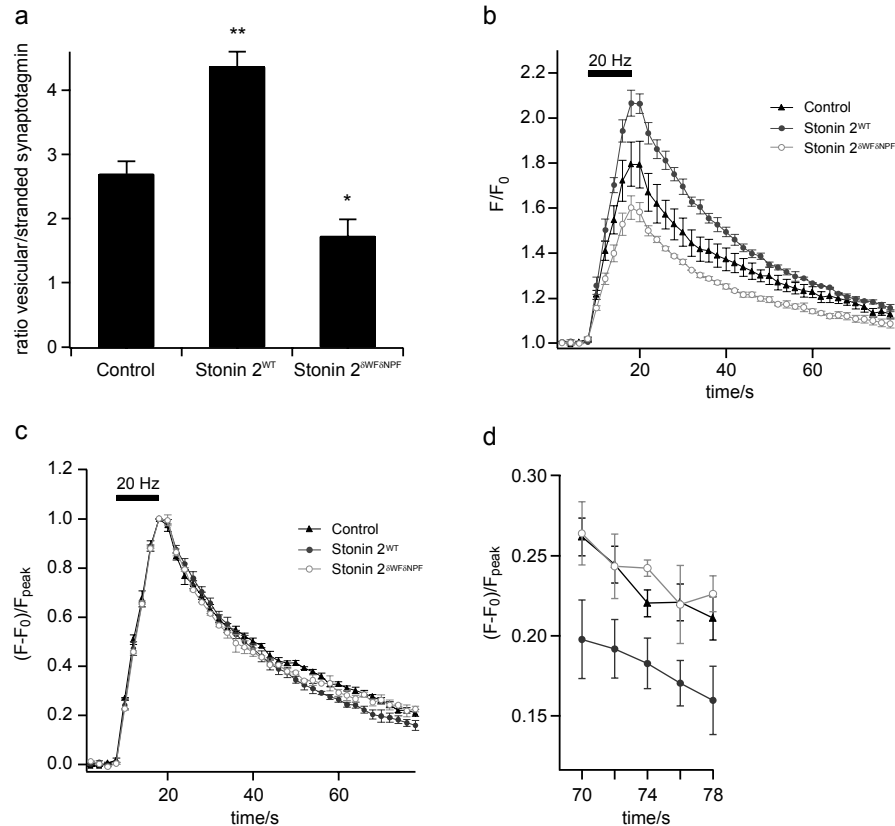 a
ratio vesicular/stranded synaptotagmin
4
3
2
1
0
**
*
Control
Stonin 2ᵂᵀ
Stonin 2ᵟᵂᶠᵟᴺᴾᶠ
b
20 Hz
F/F₀
2.2
2.0
1.8
1.6
1.4
1.2
1.0
Control
Stonin 2ᵂᵀ
Stonin 2ᵟᵂᶠᵟᴺᴾᶠ
20 40 60
time/s
c
20 Hz
(F-F₀)/Fpeak
1.2
1.0
0.8
0.6
0.4
0.2
0.0
Control
Stonin 2ᵂᵀ
Stonin 2ᵟᵂᶠᵟᴺᴾᶠ
20 40 60
time/s
d
(F-F₀)/Fpeak
0.30
0.25
0.20
0.15
70 74 78
time/s